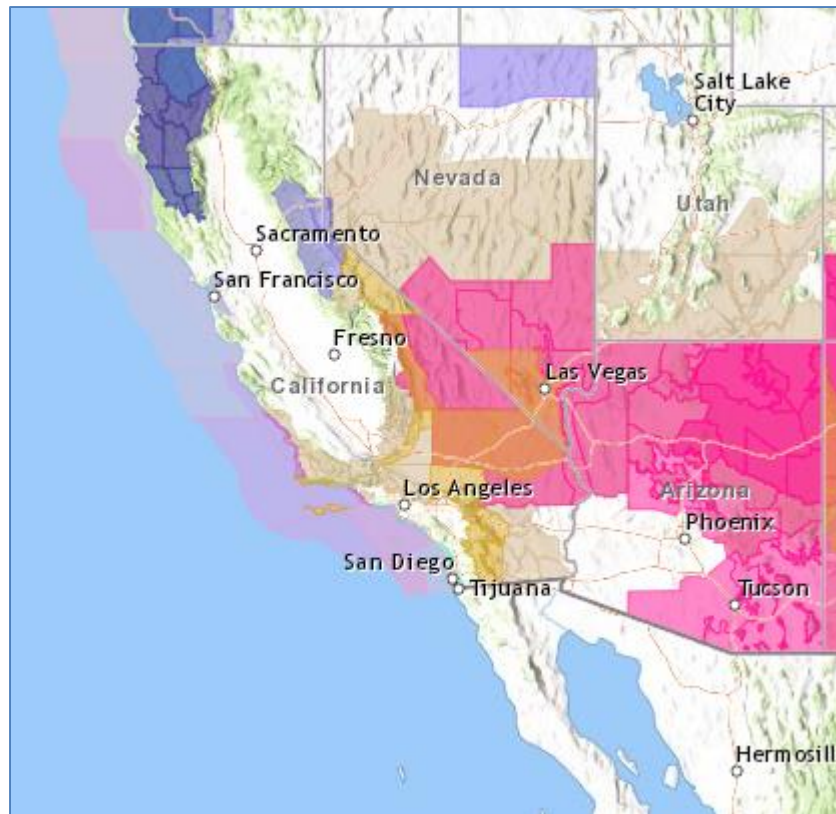 Salt Lake
City
Nevada
Utah
Sacramento
San Francisco
Fresno
California
Las Vegas
Los Angeles
Arizona
Phoenix
San Diego
Tijuana
Tucson
Hermosill